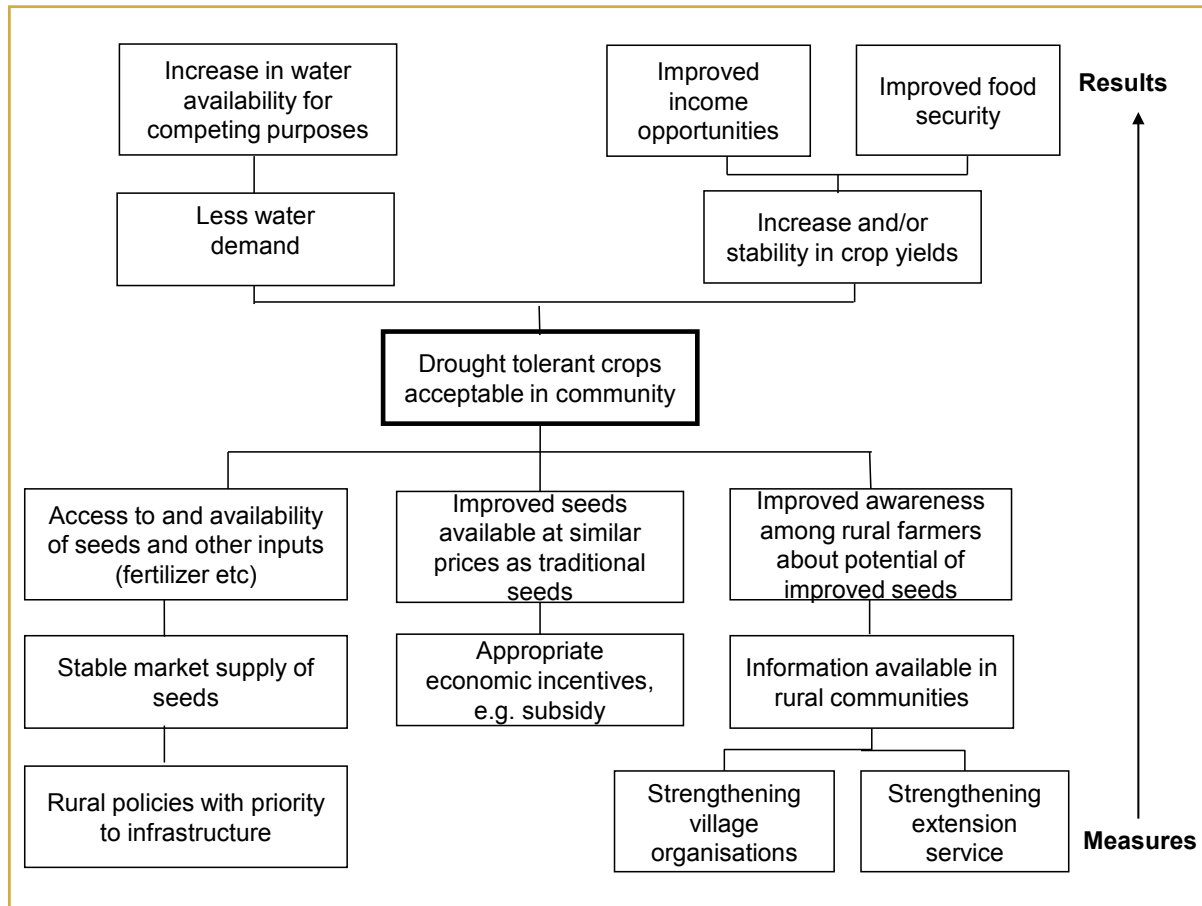 Increase in water
availability for
competing purposes
Improved
income
opportunities
Improved food
security
Results
Less water
demand
Increase and/or
stability in crop yields
Drought tolerant crops
acceptable in community
Access to and availability
of seeds and other inputs
(fertilizer etc)
Improved seeds
available at similar
prices as traditional
seeds
Improved awareness
among rural farmers
about potential of
improved seeds
Stable market supply of
seeds
Appropriate
economic incentives,
e.g. subsidy
Information available in
rural communities
Rural policies with priority
to infrastructure
Strengthening
village
organisations
Strengthening
extension
service
Measures